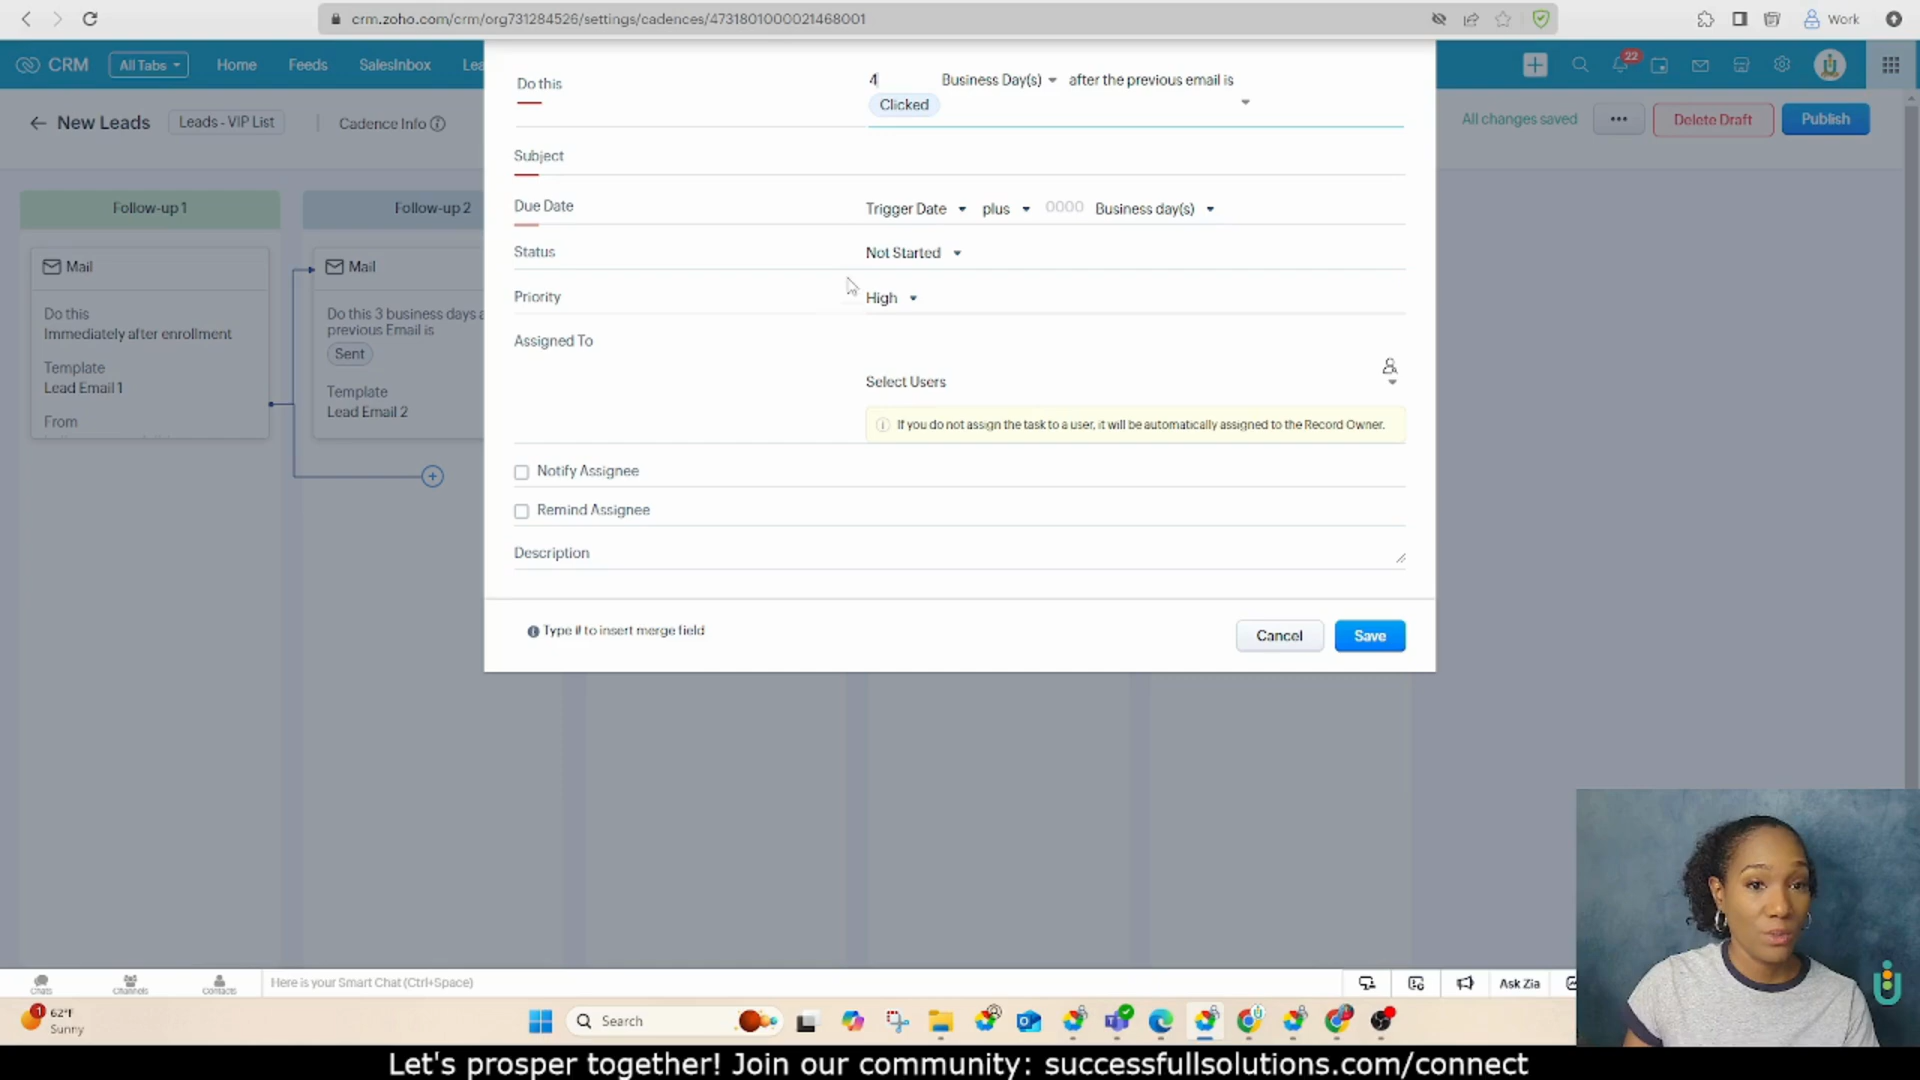 crm.zoho.com/crm/org731284526/settings/cadences/4731801000021468001
Work
CRM
All Tabs
Home
Feeds
SalesInbox
Lea
22
New Leads
Leads - VIP List
Cadence Info
All changes saved
Delete Draft
Publish
Do this
4
Business Day(s)
after the previous email is
Clicked
Subject
Due Date
Trigger Date
plus
0000
Business day(s)
Status
Not Started
Priority
High
Assigned To
Select Users
If you do not assign the task to a user, it will be automatically assigned to the Record Owner.
Notify Assignee
Remind Assignee
Description
Type # to insert merge field
Cancel
Save
Follow-up 1
Mail
Do this
Immediately after enrollment
Template
Lead Email 1
From
Follow-up 2
Mail
Do this 3 business days a
previous Email is
Sent
Template
Lead Email 2
Chats
Channels
Contacts
Here is your Smart Chat (Ctrl+Space)
Ask Zia
1
62°F
Sunny
Search
Let's prosper together! Join our community: successfullsolutions.com/connect